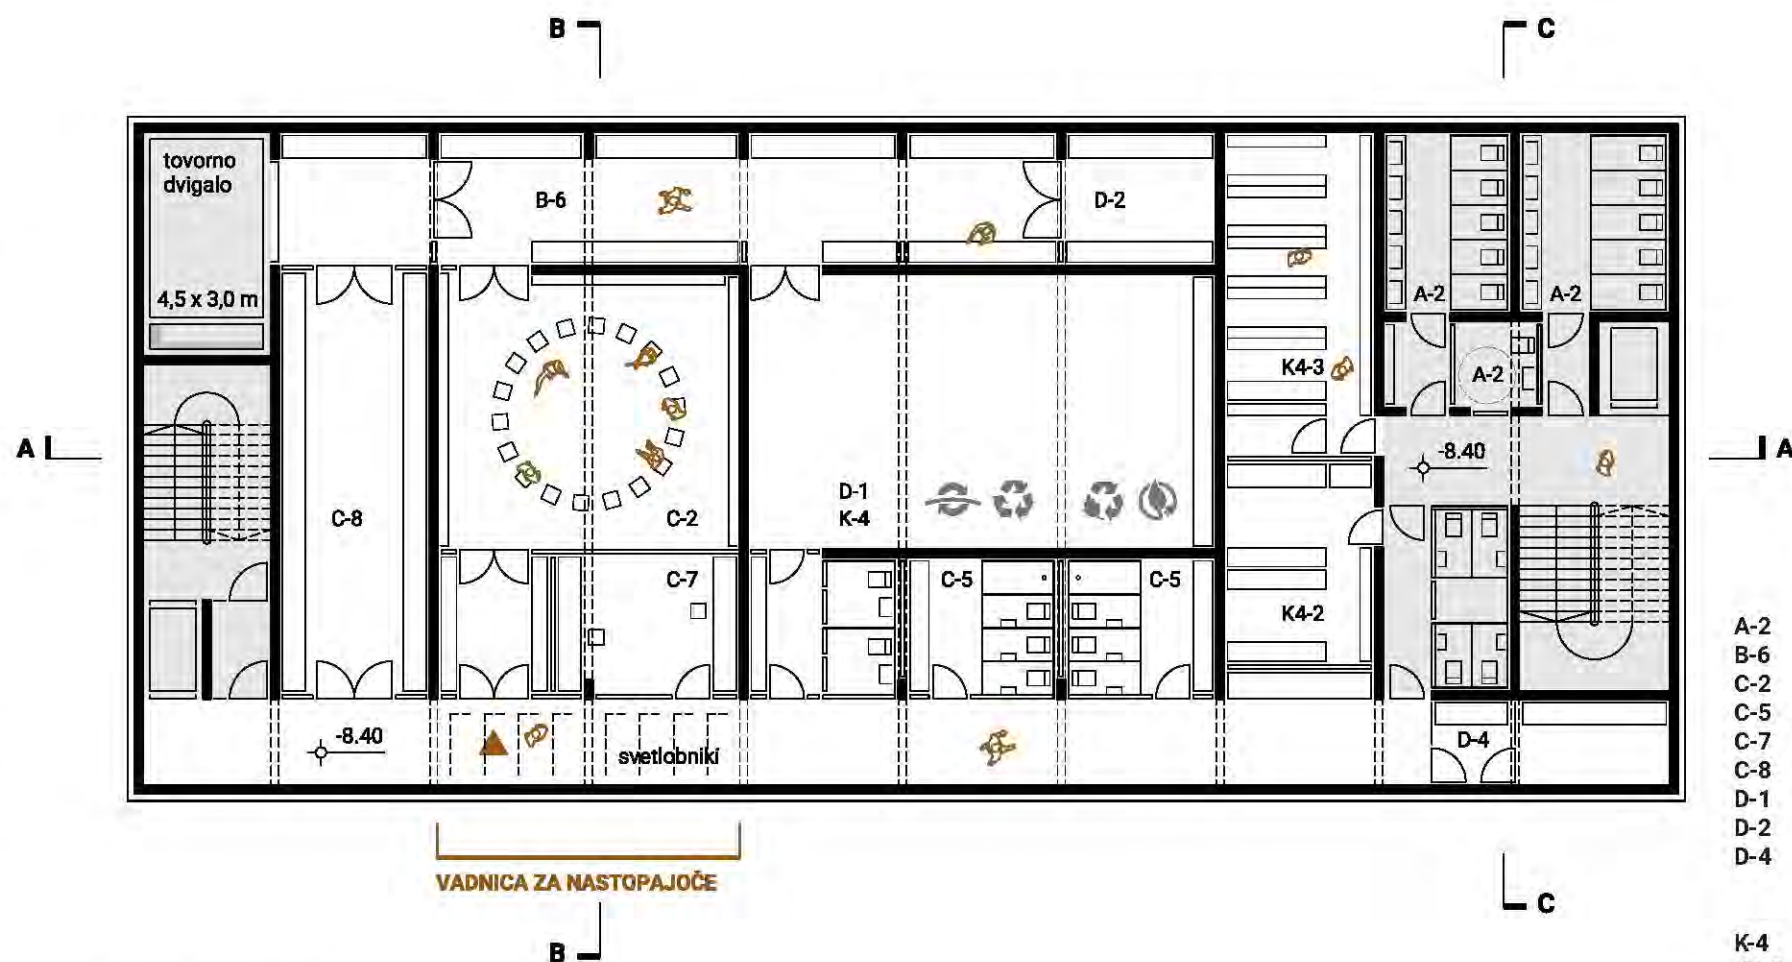 B
C
tovorno
dvigalo
4,5 x 3,0 m
B-6
D-2
A-2
A-2
K4-3
A-2
A
A
-8.40
C-8
C-2
D-1
K-4
C-7
C-5
C-5
K4-2
-8.40
svetlobniki
D-4
VADNICA ZA NASTOPAJOČE
B
C
A-2
B-6
C-2
C-5
C-7
C-8
D-1
D-2
D-4
K-4